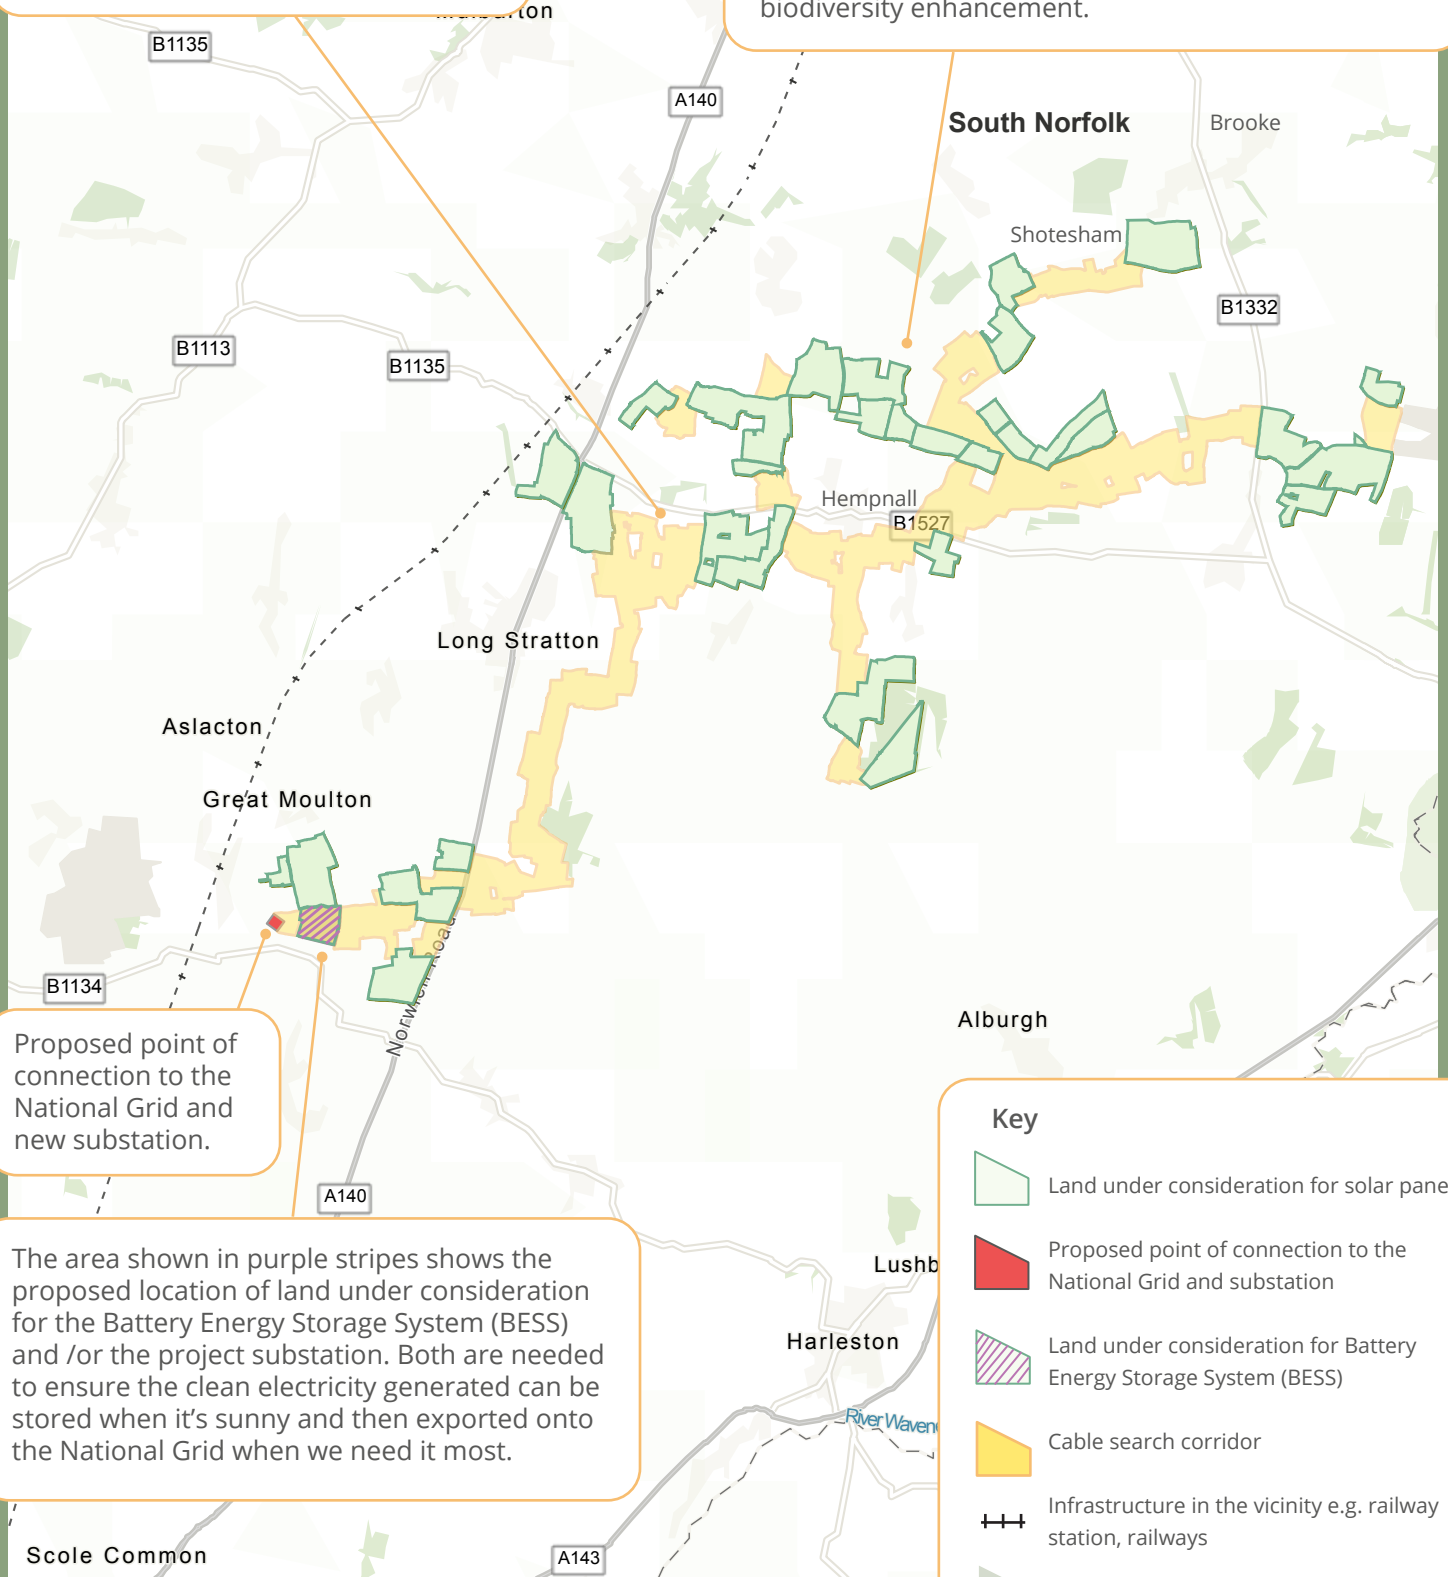 biodiversity enhancement.
B1135
A140
South Norfolk
Brooke
Shotesham
B1332
B1113
B1135
Hempnall
B1527
Long Stratton
Aslacton
Great Moulton
Norwich Road
B1134
Alburgh
Proposed point of
connection to the
National Grid and
new substation.
A140
The area shown in purple stripes shows the
proposed location of land under consideration
for the Battery Energy Storage System (BESS)
and /or the project substation. Both are needed
to ensure the clean electricity generated can be
stored when it's sunny and then exported onto
the National Grid when we need it most.
Lushb
Harleston
River Waven
Scole Common
A143
Key
Land under consideration for solar pane
Proposed point of connection to the
National Grid and substation
Land under consideration for Battery
Energy Storage System (BESS)
Cable search corridor
Infrastructure in the vicinity e.g. railway
station, railways